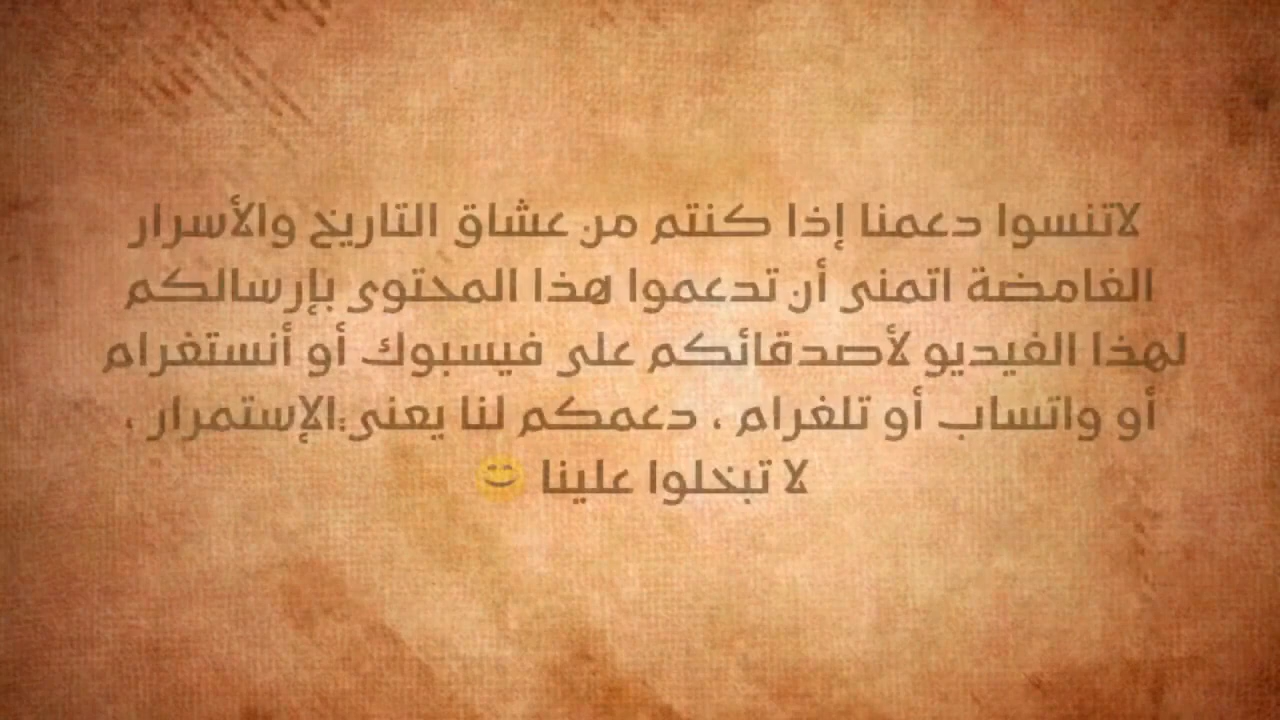 لاتنسوا دعمنا إذا كنتم من عشاق التاريخ والأسرار
الغامضة اتمنى أن تدعموا هذا المحتوى بإرسالكم
لهذا الفيديو لأصدقائكم على فيسبوك أو أنستغرام
أو واتساب أو تلغرام ، دعمكم لنا يعني الإستمرار ،
لا تبخلوا علينا 😊